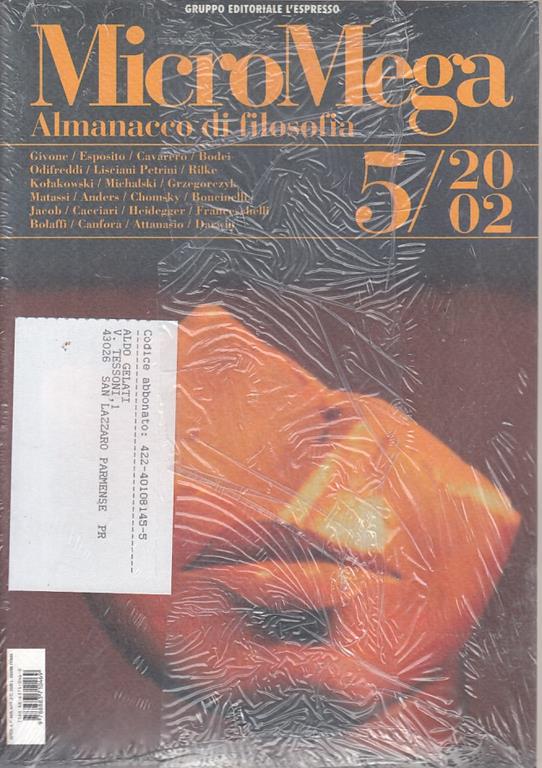 GRUPPO EDITORIALE L'ESPRESSO
MicroMega
Almanacco di filosofia
Givone / Esposito / Cavarero / Bodei
Odifreddi / Lisciani Petrini / Rilke
Kołakowski / Michalski / Grzegorczyk
Matassi / Anders / Chomsky / Boncinelli
Jacob / Cacciari / Heidegger / Franceschelli
Bolaffi / Canfora / Attanasio / Darwin
5/2002
Codice abbonato: 422-40108145-5
ALDO GELATI
V. TESSONI,1
43026 SAN LAZZARO PARMENSE PR